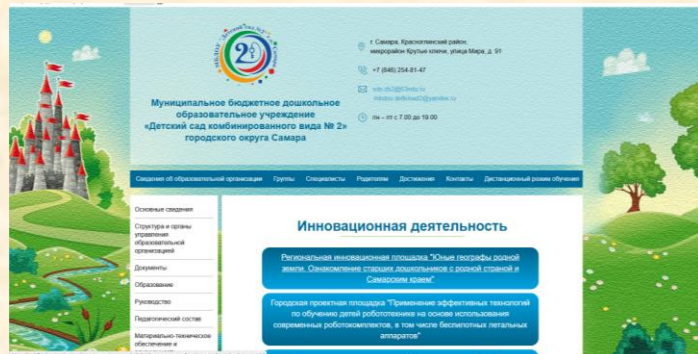 г. Самара, Красноглинский район,
микрорайон Крутые ключи, улица Мира, д. 91
+7 (846) 254-81-47
пн – пт с 7.00 до 19.00
Муниципальное бюджетное дошкольное
образовательное учреждение
«Детский сад комбинированного вида № 2»
городского округа Самара
Сведения об образовательной организации Группы Специалисты Родителям Достижения Контакты Дистанционный режим обучения
Основные сведения
Структура и органы
управления
образовательной
организацией
Документы
Образование
Руководство
Педагогический состав
Материально-техническое
обеспечение и
Инновационная деятельность
Региональная инновационная площадка "Юные географы родной
земли. Ознакомление старших дошкольников с родной страной и
Самарским краем"
Городская проектная площадка "Применение эффективных технологий
по обучению детей робототехнике на основе использования
современных робототкомплектов, в том числе беспилотных летальных
аппаратов"